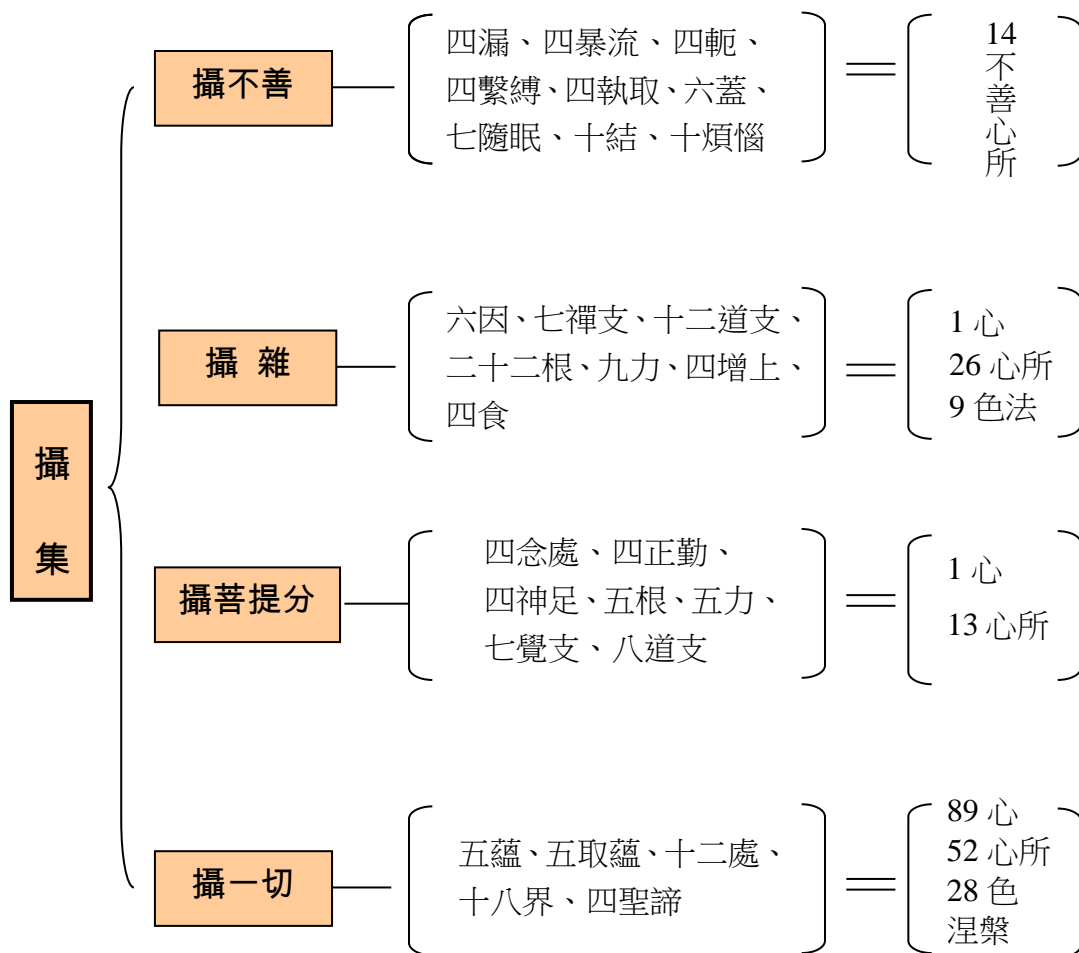 攝集
攝不善
四漏、四暴流、四軛、
四繫縛、四執取、六蓋、
七隨眠、十結、十煩惱
14不善心所
攝 雜
六因、七禪支、十二道支、
二十二根、九力、四增上、
四食
1 心
26 心所
9 色法
攝菩提分
四念處、四正勤、
四神足、五根、五力、
七覺支、八道支
1 心
13 心所
攝一切
五蘊、五取蘊、十二處、
十八界、四聖諦
89 心
52 心所
28 色
涅槃